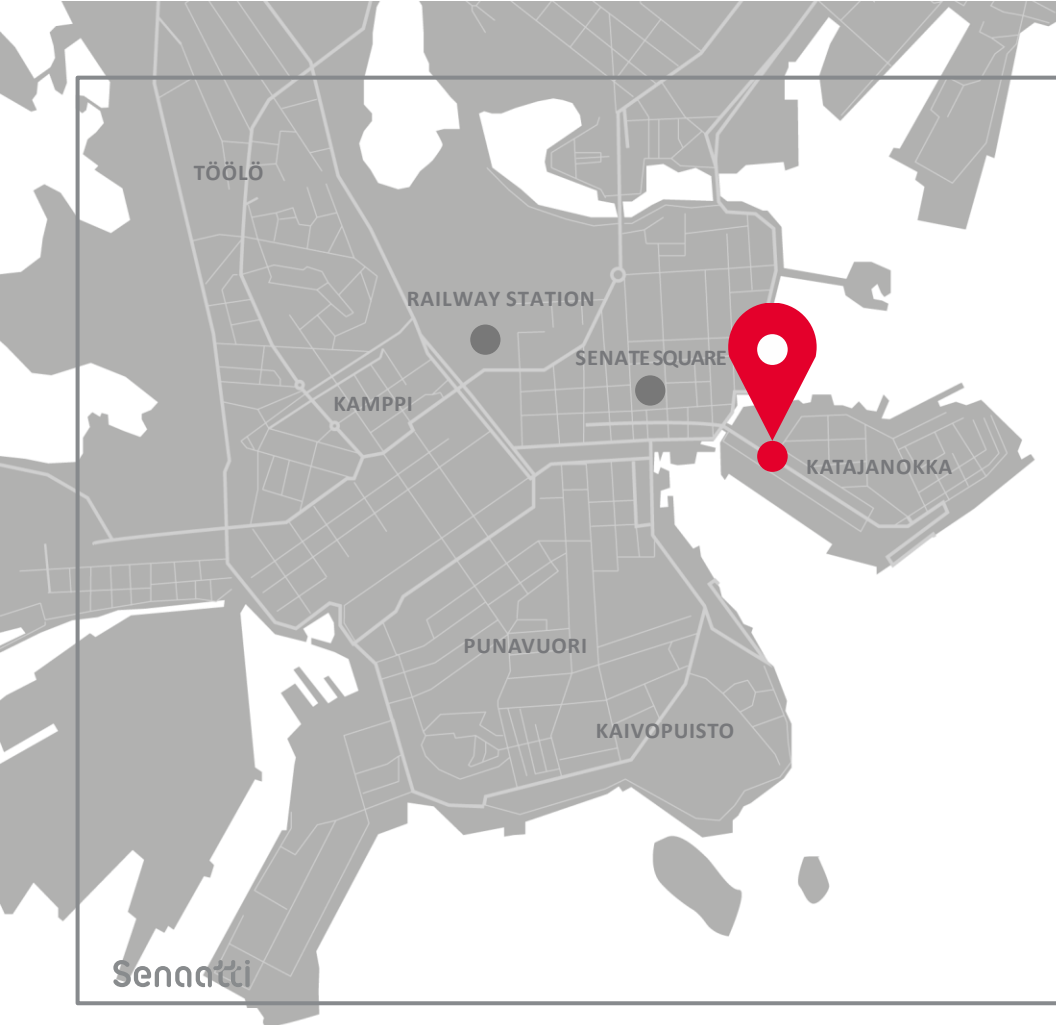 TÖÖLÖ
RAILWAY STATION
SENATE SQUARE
KAMPPI
KATAJANOKKA
PUNAVUORI
KAIVOPUISTO
Senaatti